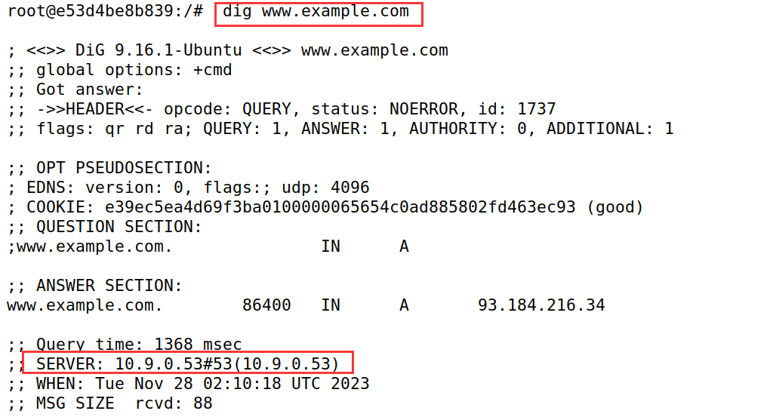 root@e53d4be8b839:/# dig www.example.com
; <<>> DiG 9.16.1-Ubuntu <<>> www.example.com
;; global options: +cmd
;; Got answer:
;; ->>HEADER<<- opcode: QUERY, status: NOERROR, id: 1737
;; flags: qr rd ra; QUERY: 1, ANSWER: 1, AUTHORITY: 0, ADDITIONAL: 1
;; OPT PSEUDOSECTION:
; EDNS: version: 0, flags:; udp: 4096
; COOKIE: e39ec5ea4d69f3ba0100000065654c0ad885802fd463ec93 (good)
;; QUESTION SECTION:
;www.example.com. IN A
;; ANSWER SECTION:
www.example.com. 86400 IN A 93.184.216.34
;; Query time: 1368 msec
;; SERVER: 10.9.0.53#53(10.9.0.53)
;; WHEN: Tue Nov 28 02:10:18 UTC 2023
;; MSG SIZE rcvd: 88